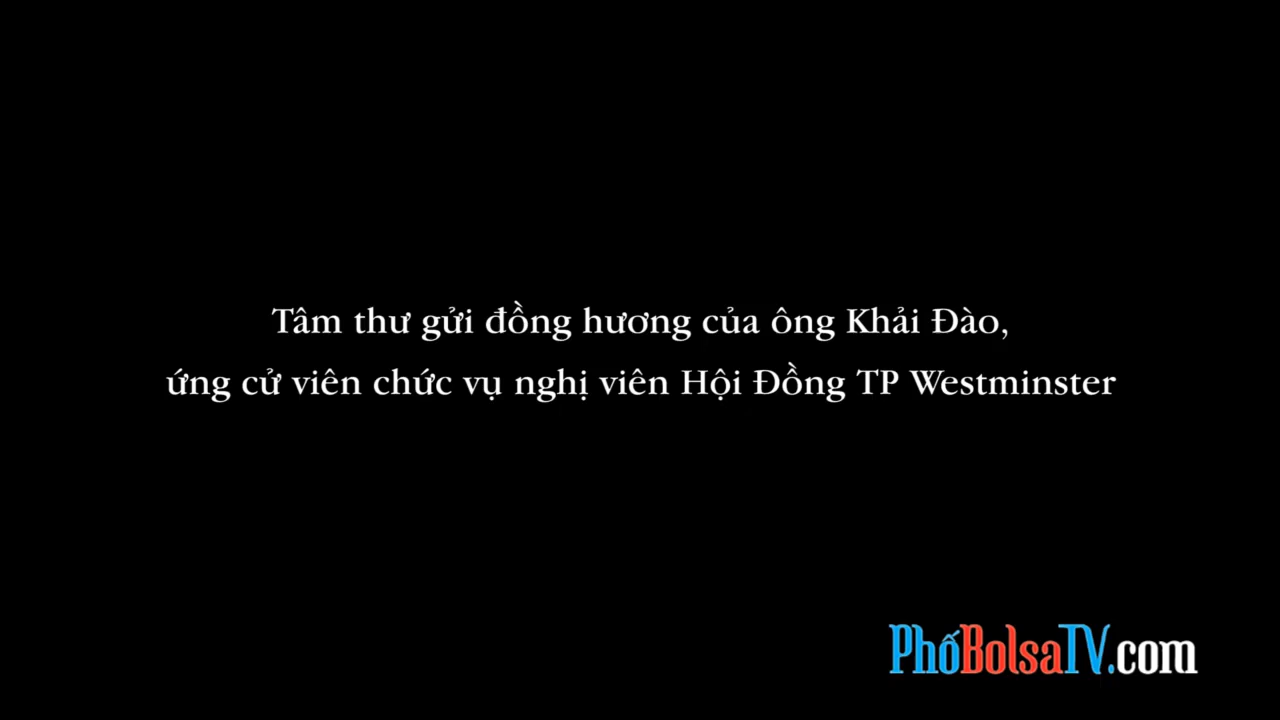 Tâm thư gửi đồng hương của ông Khải Đào,
ứng cử viên chức vụ nghị viên Hội Đồng TP Westminster
PhốBolsaTV.com